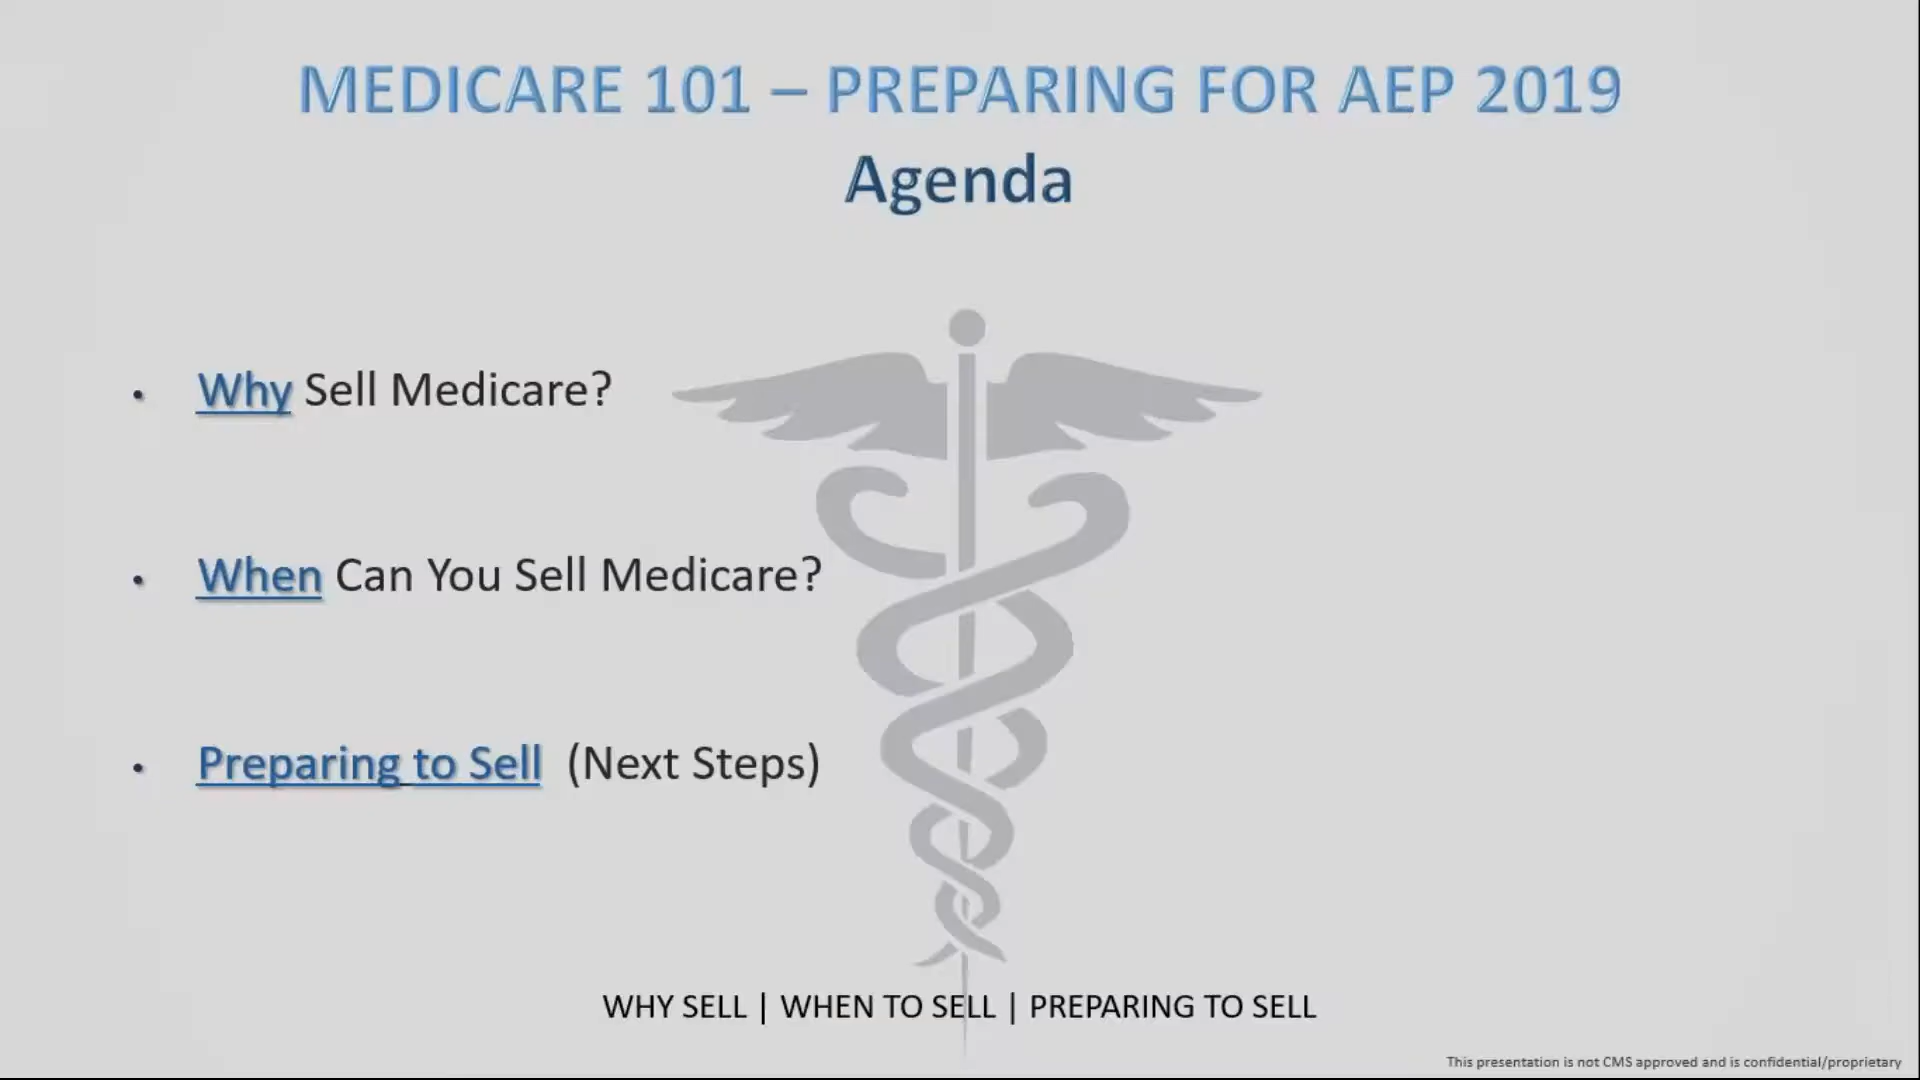 MEDICARE 101 – PREPARING FOR AEP 2019
Agenda
• Why Sell Medicare?
• When Can You Sell Medicare?
• Preparing to Sell (Next Steps)
WHY SELL | WHEN TO SELL | PREPARING TO SELL
This presentation is not CMS approved and is confidential/proprietary